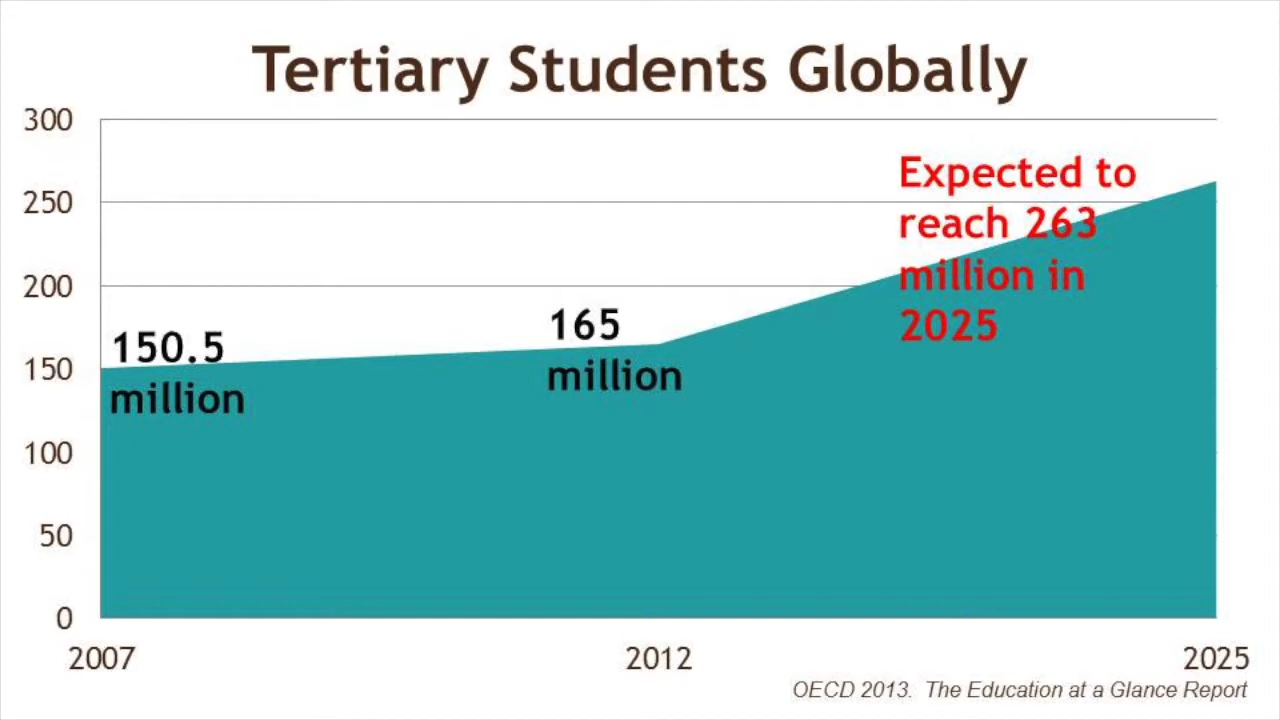 Tertiary Students Globally
300
250
200
150
100
50
0
150.5
million
165
million
Expected to
reach 263
million in
2025
2007
2012
2025
OECD 2013.  The Education at a Glance Report